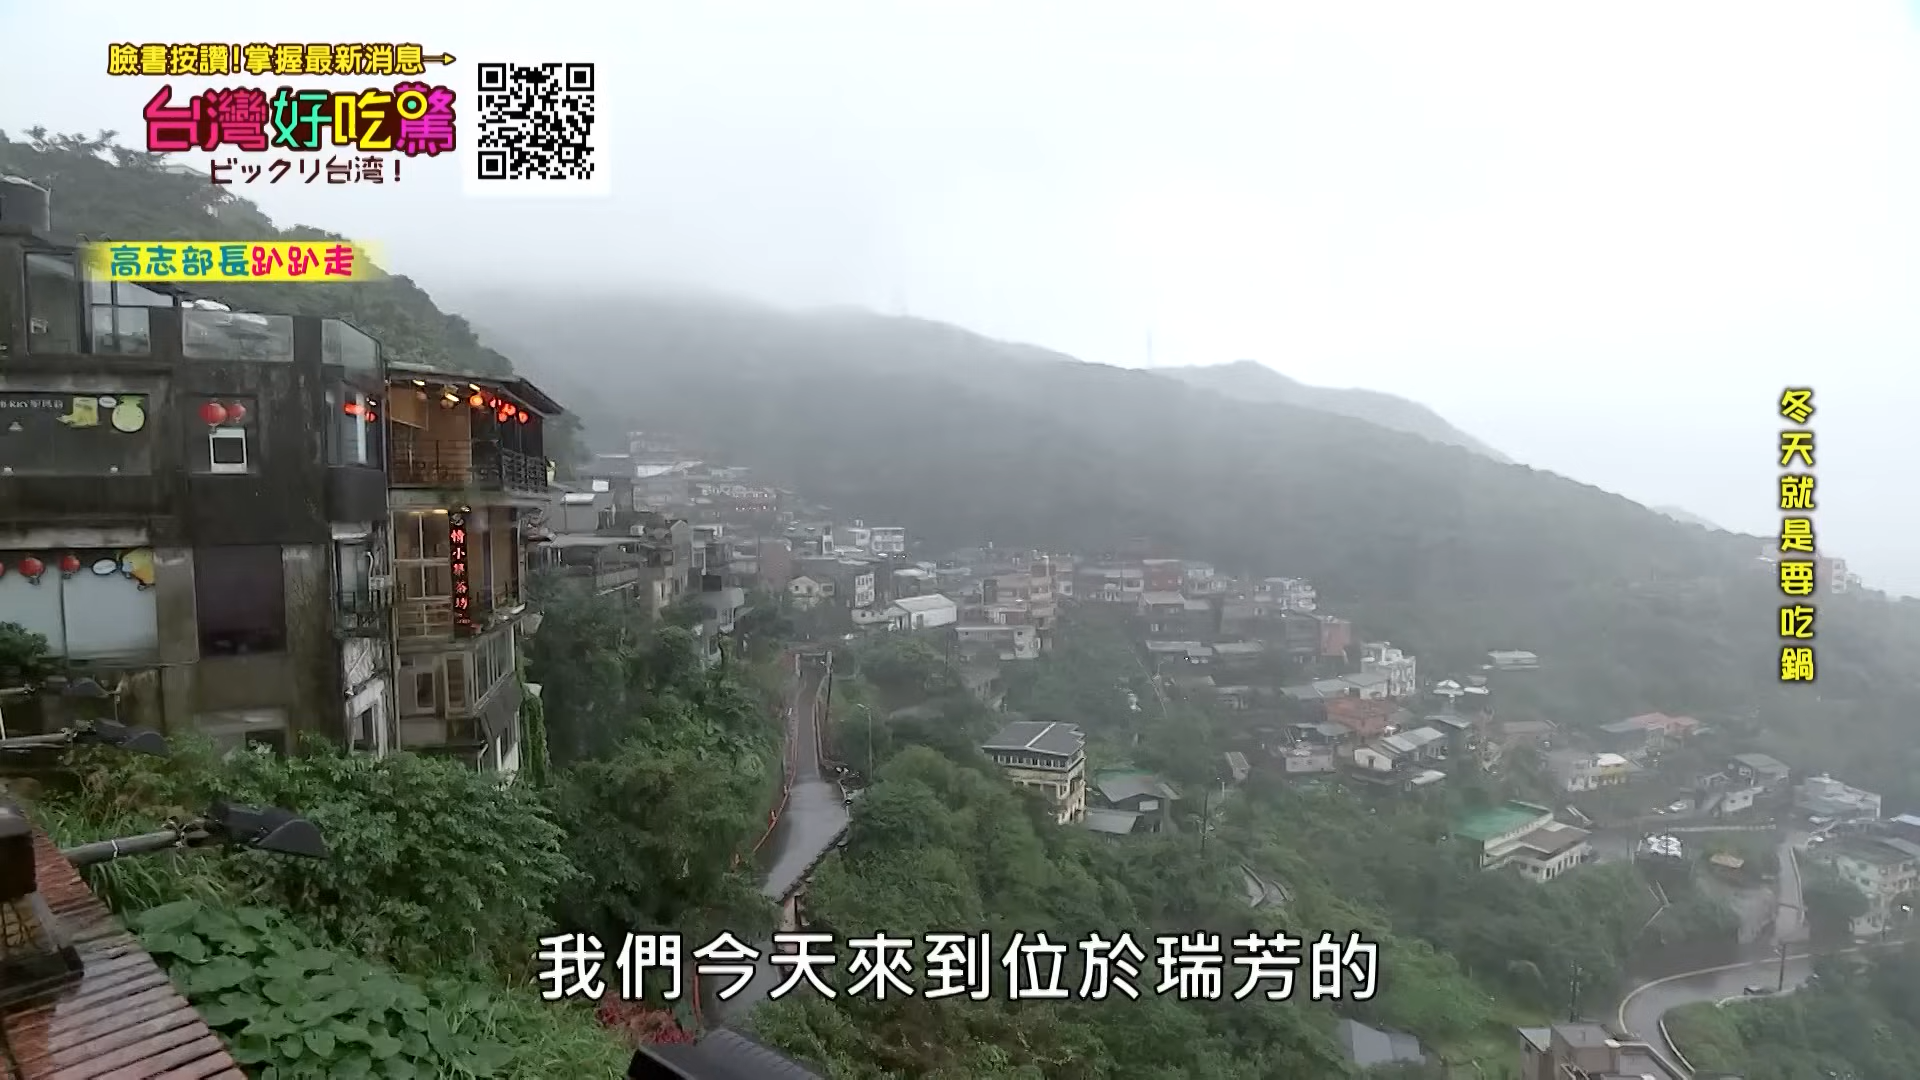 臉書按讚！掌握最新消息→
台灣好吃驚
ビックリ台湾！
高志部長趴趴走
冬天就是要吃鍋
我們今天來到位於瑞芳的